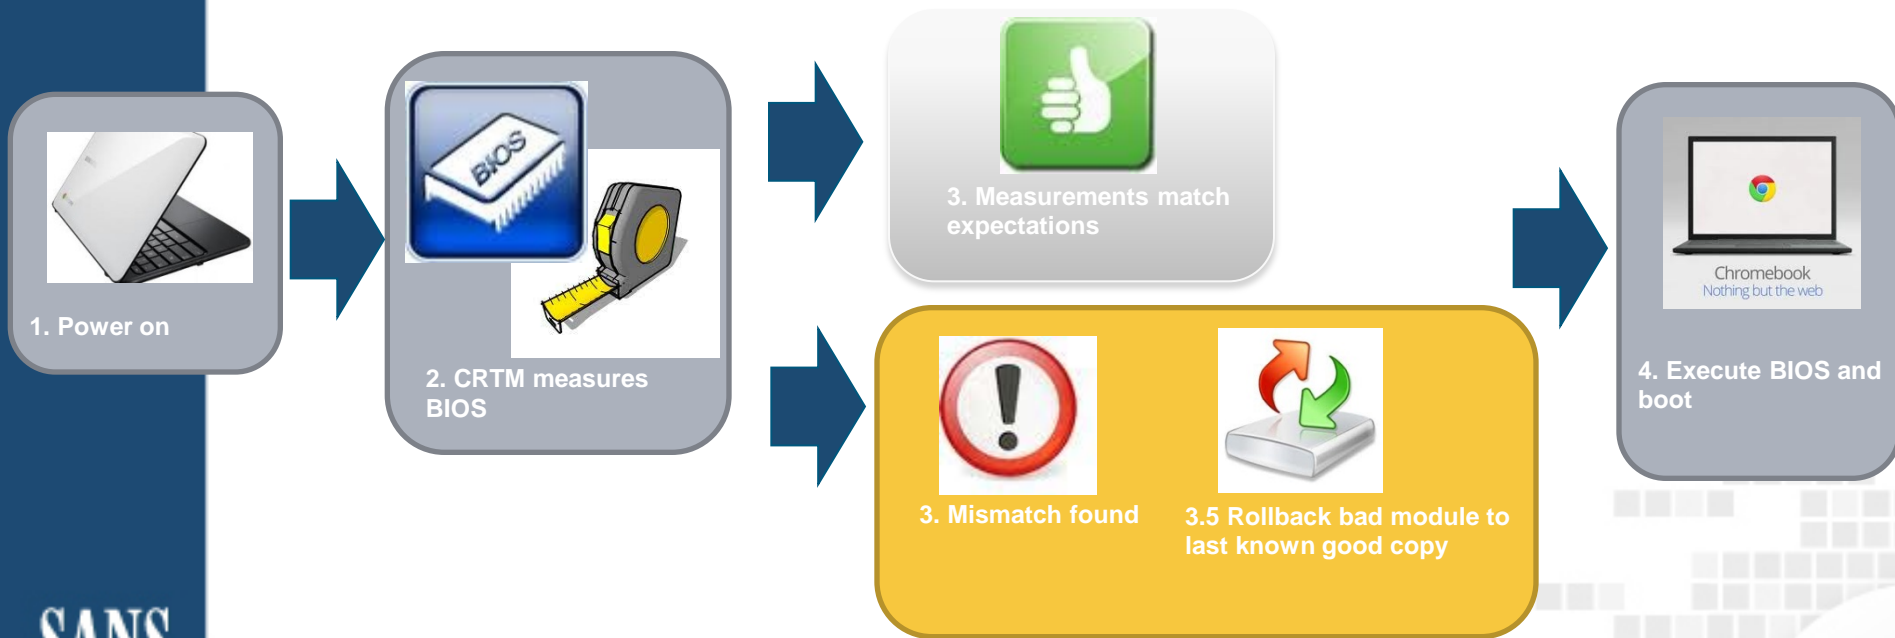 1. Power on
BIOS
2. CRTM measures
BIOS
3. Measurements match
expectations
3. Mismatch found
3.5 Rollback bad module to
last known good copy
Chromebook
Nothing but the web
4. Execute BIOS and
boot
SANS